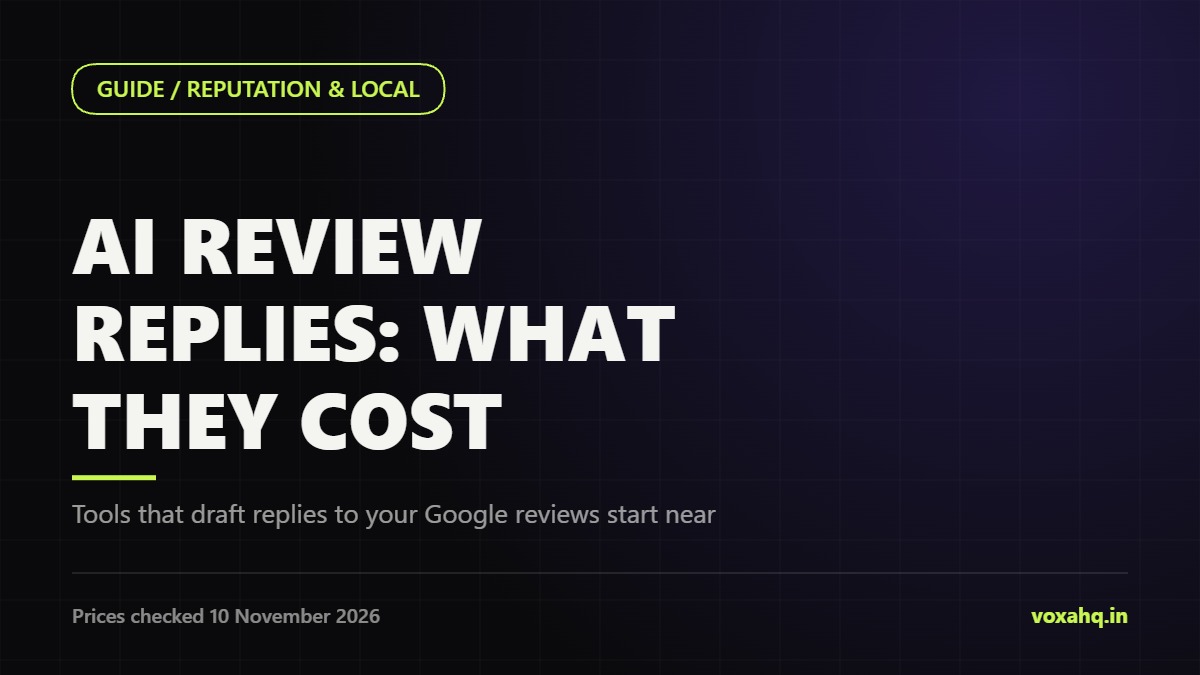 GUIDE / REPUTATION & LOCAL
AI REVIEW
REPLIES: WHAT
THEY COST
Tools that draft replies to your Google reviews start near
Prices checked 10 November 2026
voxahq.in